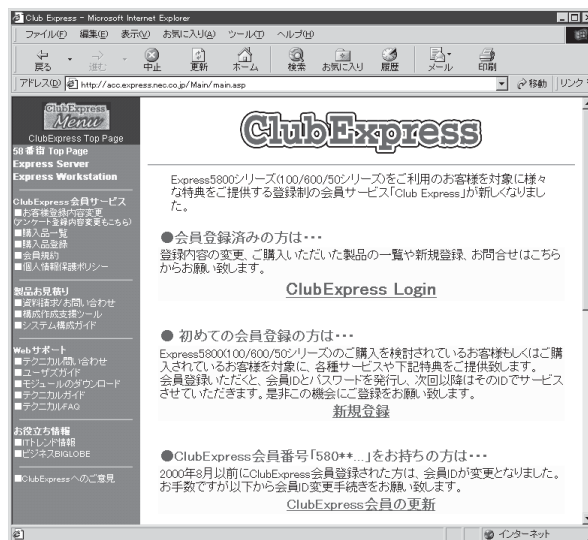 Club Express - Microsoft Internet Explorer
ファイル(F) 編集(E) 表示(V) お気に入り(A) ツール(T) ヘルプ(H)
戻る 進む 中止 更新 ホーム 検索 お気に入り 履歴 メール 印刷
アドレス(D) http://acc.express.nec.co.jp/Main/main.asp 移動 リンク
ClubExpress
Menu
ClubExpress Top Page
58番街 Top Page
Express Server
Express Workstation
ClubExpress会員サービス
■お客様登録内容変更
(アンケート登録内容変更もこちら)
■購入品一覧
■購入品登録
■会員規約
■個人情報保護ポリシー
製品お見積り
■資料請求/お問い合わせ
■構成作成支援ツール
■システム構成ガイド
Webサポート
■テクニカル問い合わせ
■ユーザズガイド
■モジュールのダウンロード
■テクニカルガイド
■テクニカルFAQ
お役立ち情報
■ITトレンド情報
■ビジネスBIGLOBE
■ClubExpressへのご意見
ClubExpress
Express5800シリーズ(100/600/50シリーズ)をご利用のお客様を対象に様々
な特典をご提供する登録制の会員サービス「Club Express」が新しくなりまし
た。
●会員登録済みの方は･･･
登録内容の変更、ご購入いただいた製品の一覧や新規登録、お問合せはこちら
からお願い致します。
ClubExpress Login
● 初めての会員登録の方は･･･
Express5800(100/600/50シリーズ)のご購入を検討されているお客様もしくはご購
入されているお客様を対象に、各種サービスや下記特典をご提供致します。
会員登録いただくと、会員IDとパスワードを発行し、次回以降はそのIDでサービス
させていただきます。是非この機会にご登録をお願い致します。
新規登録
●ClubExpress会員番号「580**...」をお持ちの方は･･･
2000年8月以前にClubExpress会員登録された方は、会員IDが変更となりました。
お手数ですが以下から会員ID変更手続きをお願い致します。
ClubExpress会員の更新
インターネット